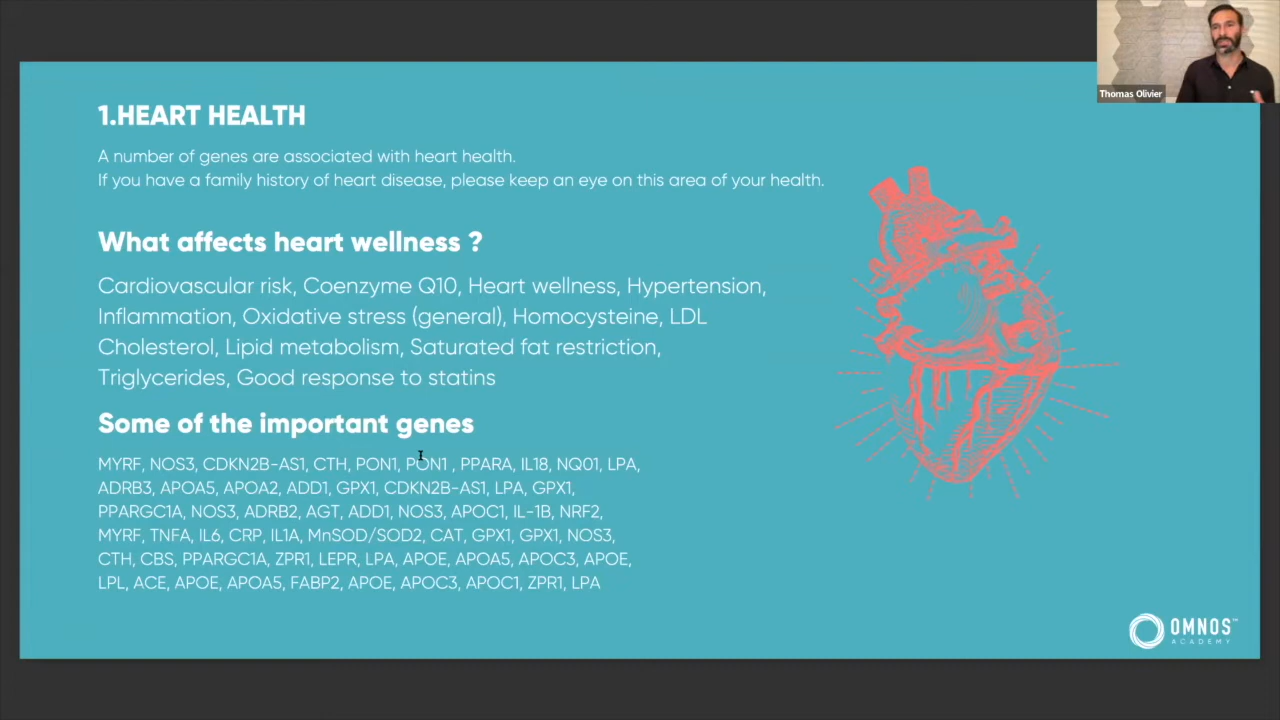 Thomas Olivier
1.HEART HEALTH
A number of genes are associated with heart health.
If you have a family history of heart disease, please keep an eye on this area of your health.
What affects heart wellness ?
Cardiovascular risk, Coenzyme Q10, Heart wellness, Hypertension,
Inflammation, Oxidative stress (general), Homocysteine, LDL
Cholesterol, Lipid metabolism, Saturated fat restriction,
Triglycerides, Good response to statins
Some of the important genes
MYRF, NOS3, CDKN2B-AS1, CTH, PON1, PON1 , PPARA, IL18, NQ01, LPA,
ADRB3, APOA5, APOA2, ADD1, GPX1, CDKN2B-AS1, LPA, GPX1,
PPARGC1A, NOS3, ADRB2, AGT, ADD1, NOS3, APOC1, IL-1B, NRF2,
MYRF, TNFA, IL6, CRP, IL1A, MnSOD/SOD2, CAT, GPX1, GPX1, NOS3,
CTH, CBS, PPARGC1A, ZPR1, LEPR, LPA, APOE, APOA5, APOC3, APOE,
LPL, ACE, APOE, APOA5, FABP2, APOE, APOC3, APOC1, ZPR1, LPA
OMNOS™
ACADEMY